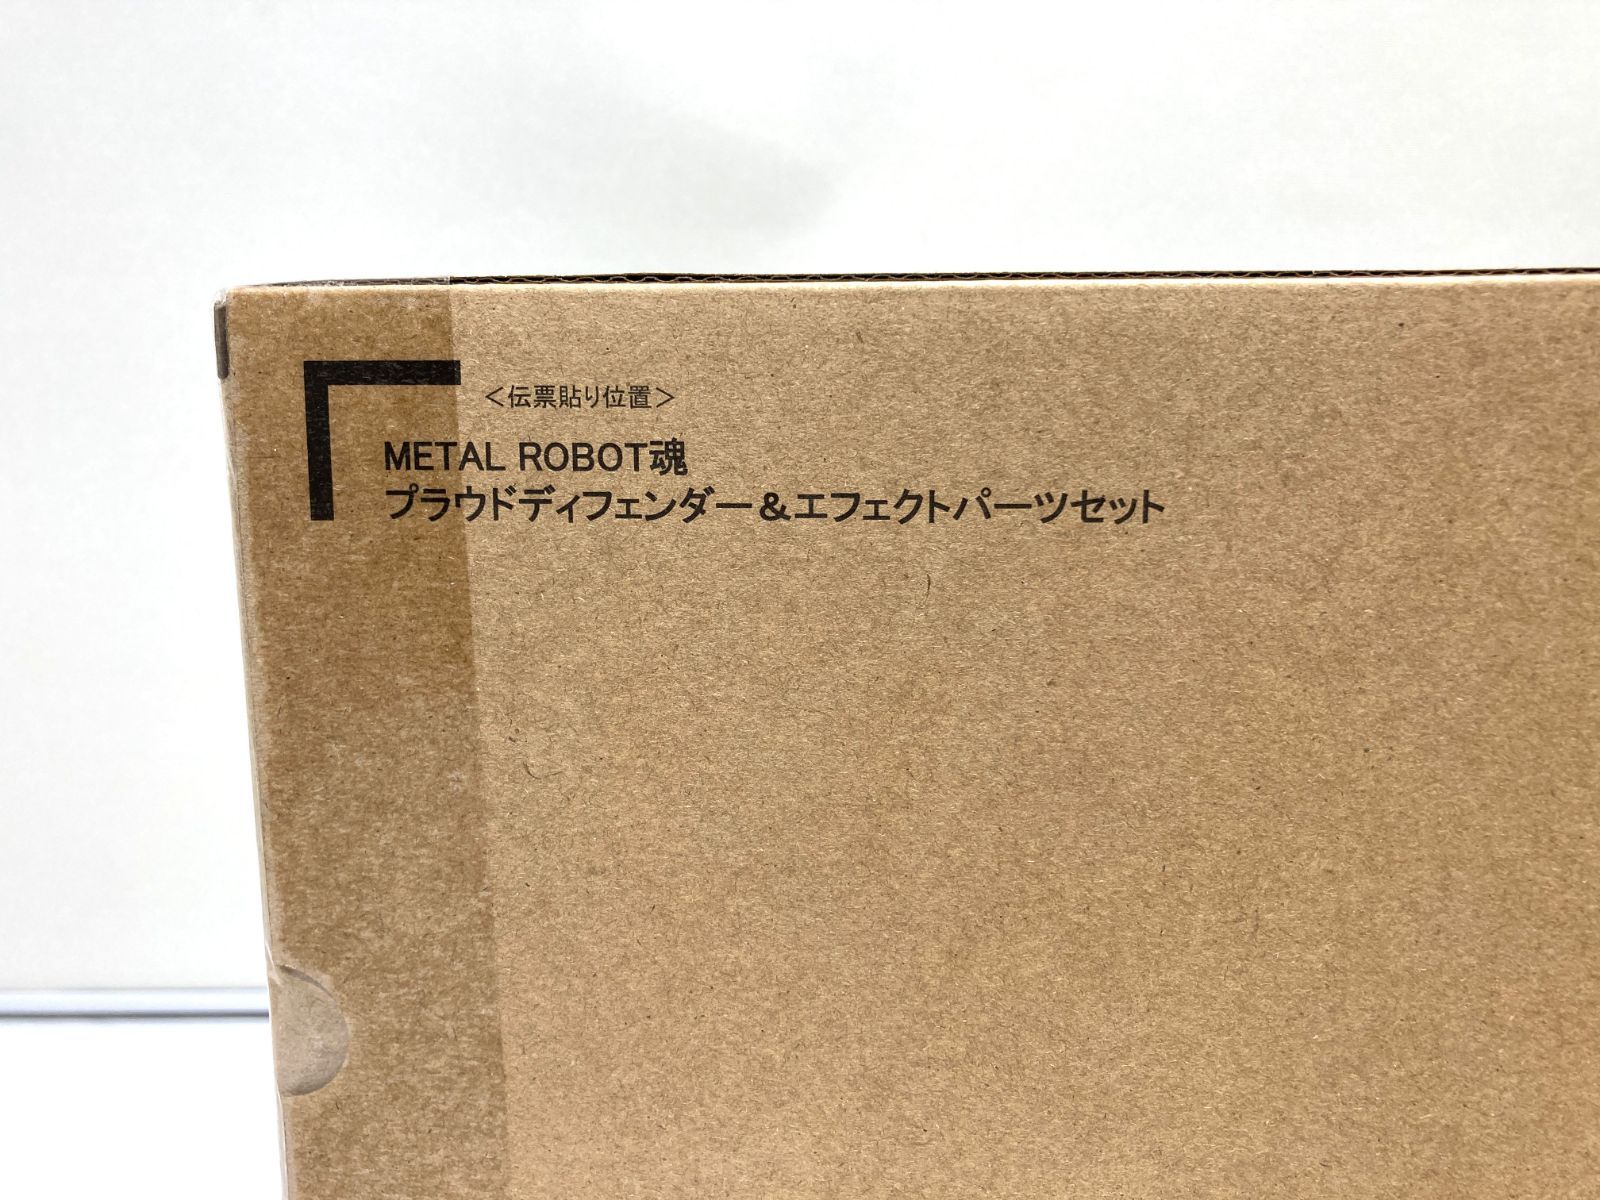 ＜伝票貼り位置＞
METAL ROBOT魂
プラウドディフェンダー＆エフェクトパーツセット